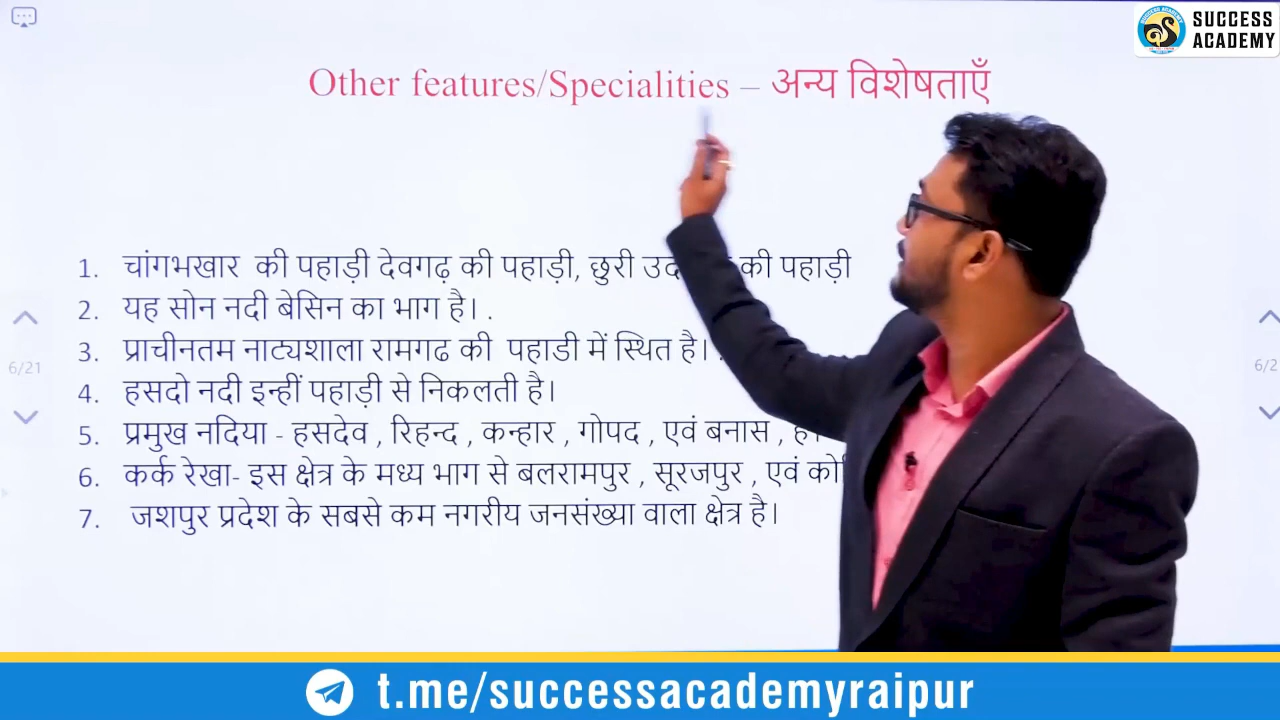 SUCCESS
ACADEMY
Other features/Specialities – अन्य विशेषताएँ
1. चांगभखार की पहाड़ी देवगढ़ की पहाड़ी, छुरी की पहाड़ी
2. यह सोन नदी बेसिन का भाग है। .
3. प्राचीनतम नाट्यशाला रामगढ की पहाडी में स्थित है।
4. हसदो नदी इन्हीं पहाड़ी से निकलती है।
5. प्रमुख नदिया - हसदेव , रिहन्द , कन्हार , गोपद , एवं बनास ,
6. कर्क रेखा- इस क्षेत्र के मध्य भाग से बलरामपुर , सूरजपुर , एवं
7. जशपुर प्रदेश के सबसे कम नगरीय जनसंख्या वाला क्षेत्र है।
6/21
6/2
t.me/successacademyraipur